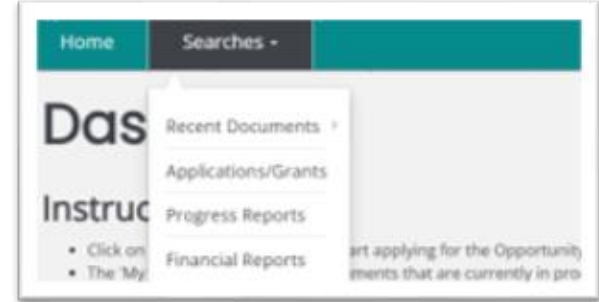 Home Searches
Das
Recent Documents
Applications/Grants
Instruc
Progress Reports
Financial Reports
• Click on art applying for the Opportunity
• The 'My ments that are currently in pro